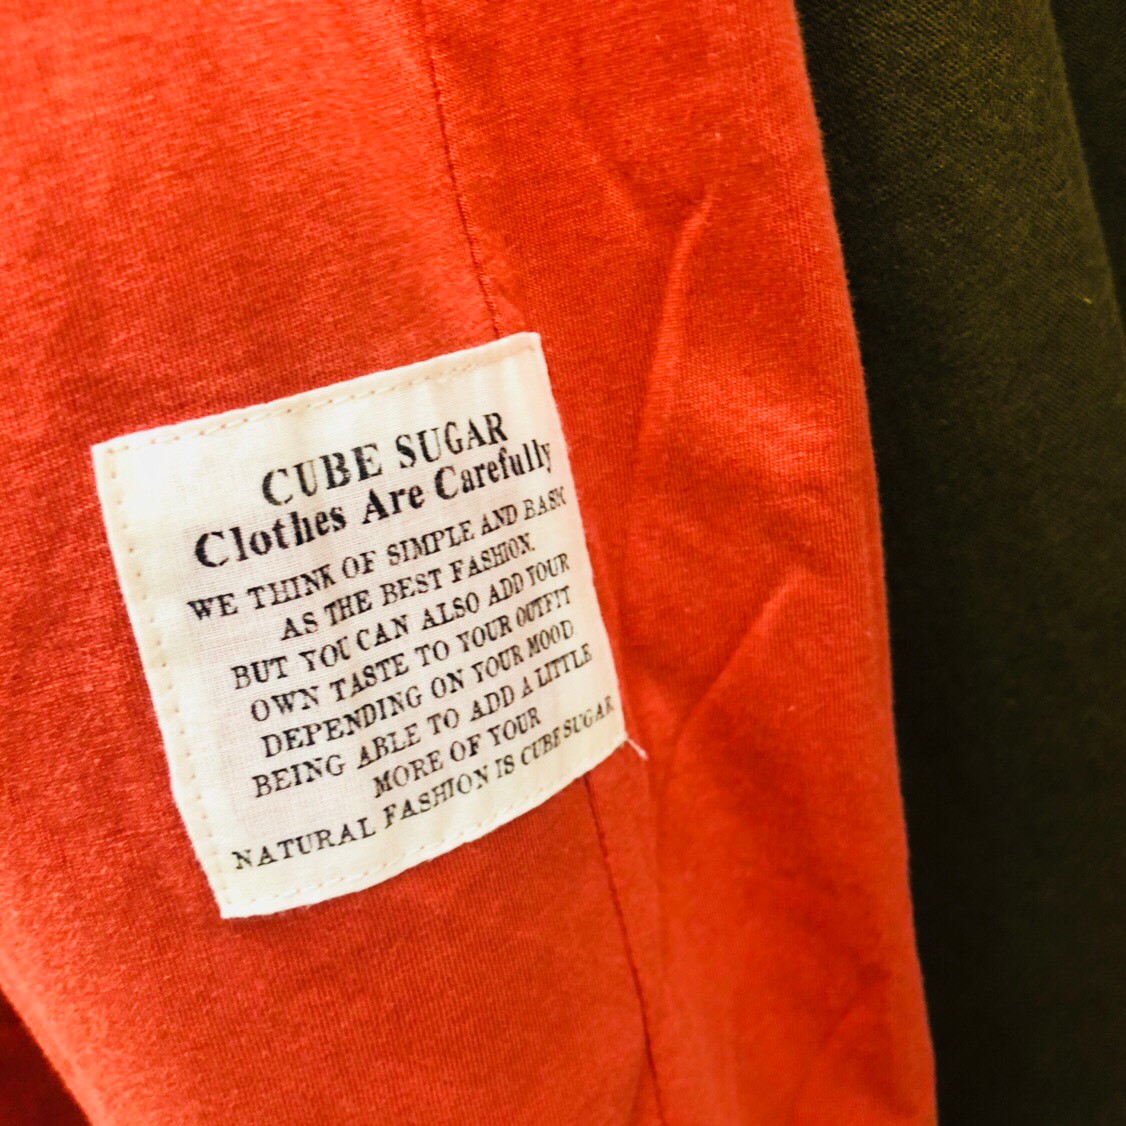 CUBE SUGAR
Clothes Are Carefully
WE THINK OF SIMPLE AND BASIC
AS THE BEST FASHION.
BUT YOU CAN ALSO ADD YOUR
OWN TASTE TO YOUR OUTFIT
DEPENDING ON YOUR MOOD
BEING ABLE TO ADD A LITTLE
MORE OF YOUR
NATURAL FASHION IS CUBE SUGAR